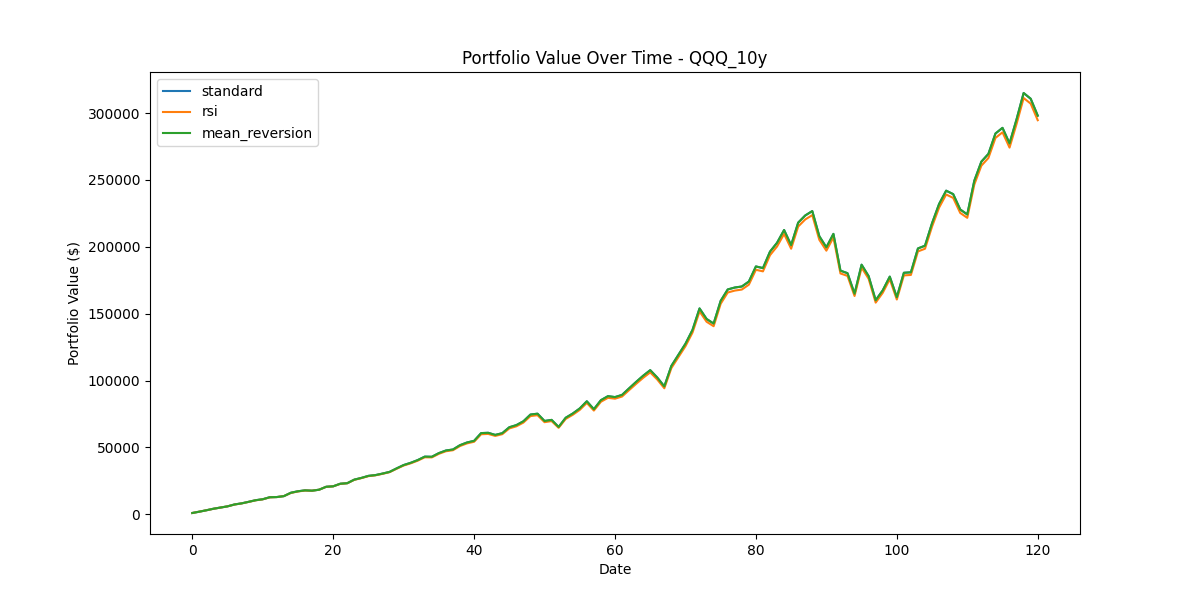 Portfolio Value Over Time - QQQ_10y
standard
rsi
mean_reversion
Portfolio Value ($)
300000
250000
200000
150000
100000
50000
0
0 20 40 60 80 100 120
Date